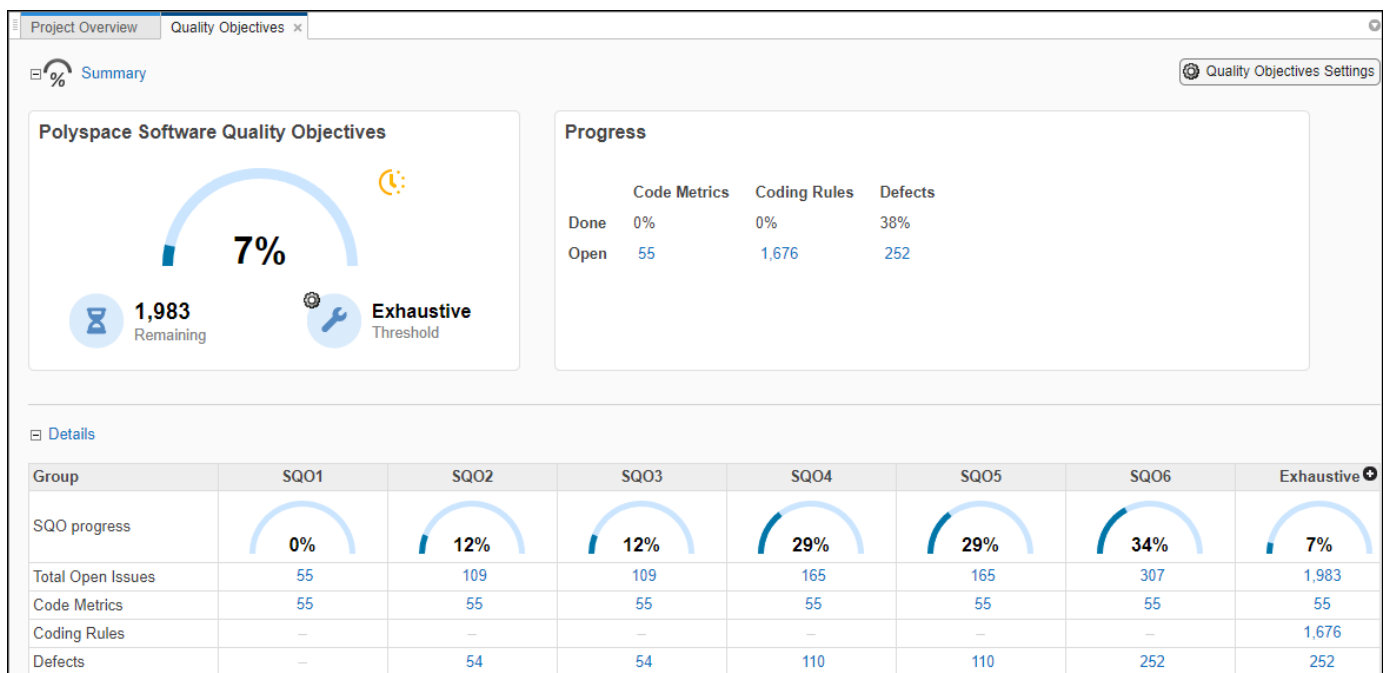 Project Overview Quality Objectives ×
% Summary Quality Objectives Settings
Polyspace Software Quality Objectives
7%
1,983
Remaining
Exhaustive
Threshold
Progress
Code Metrics Coding Rules Defects
Done 0% 0% 38%
Open 55 1,676 252
Details
Group SQO1 SQO2 SQO3 SQO4 SQO5 SQO6 Exhaustive
SQO progress 0% 12% 12% 29% 29% 34% 7%
Total Open Issues 55 109 109 165 165 307 1,983
Code Metrics 55 55 55 55 55 55 55
Coding Rules – – – – – – 1,676
Defects – 54 54 110 110 252 252